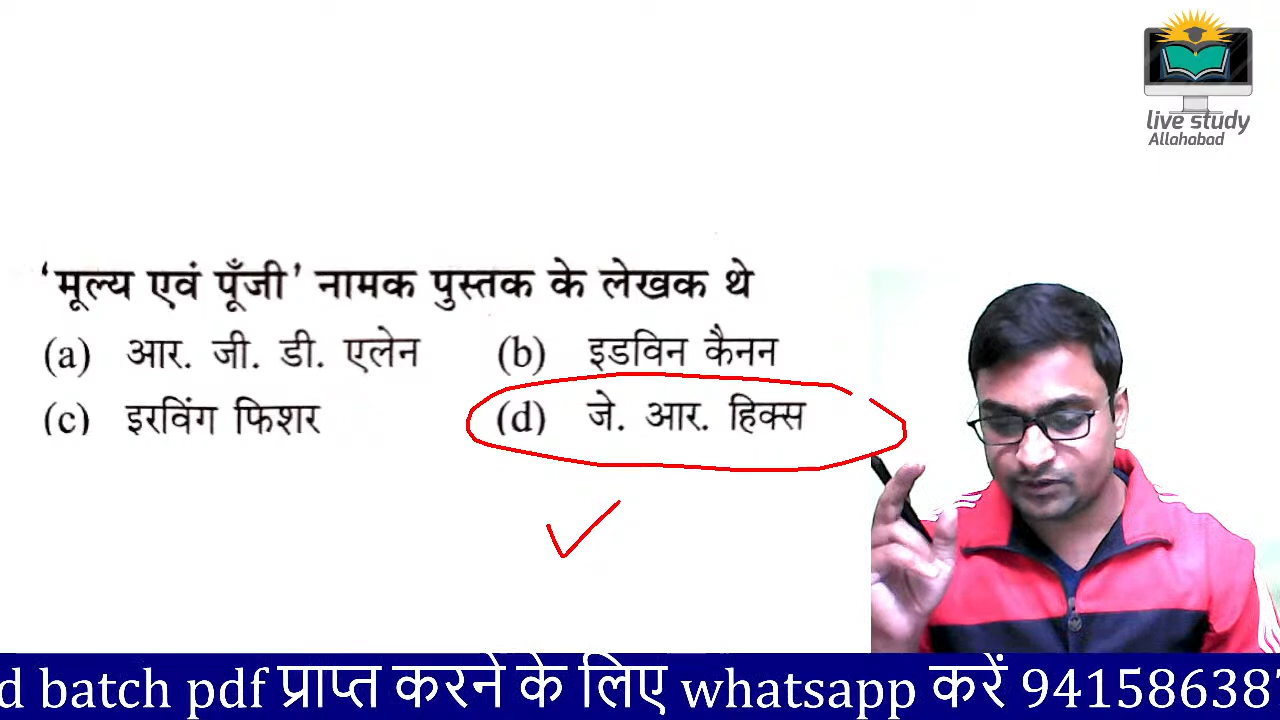 live study
Allahabad
'मूल्य एवं पूँजी' नामक पुस्तक के लेखक थे
(a) आर. जी. डी. एलेन (b) इडविन कैनन
(c) इरविंग फिशर (d) जे. आर. हिक्स
d batch pdf प्राप्त करने के लिए whatsapp करें 941586387